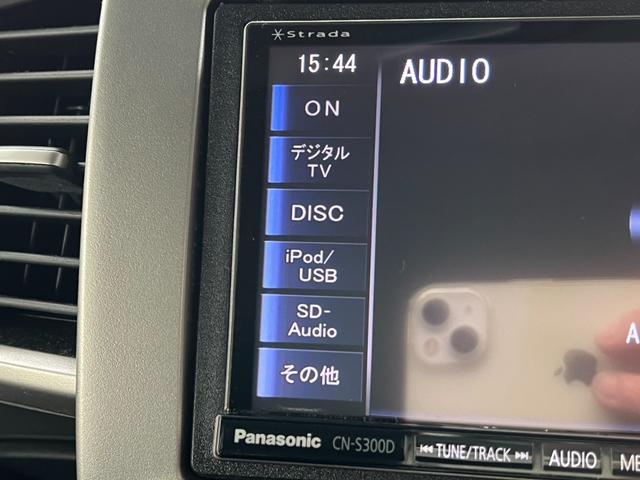 Strada
15:44
AUDIO
ON
デジタル
TV
DISC
iPod/
USB
SD-
Audio
その他
Panasonic CN-S300D TUNE/TRACK AUDIO